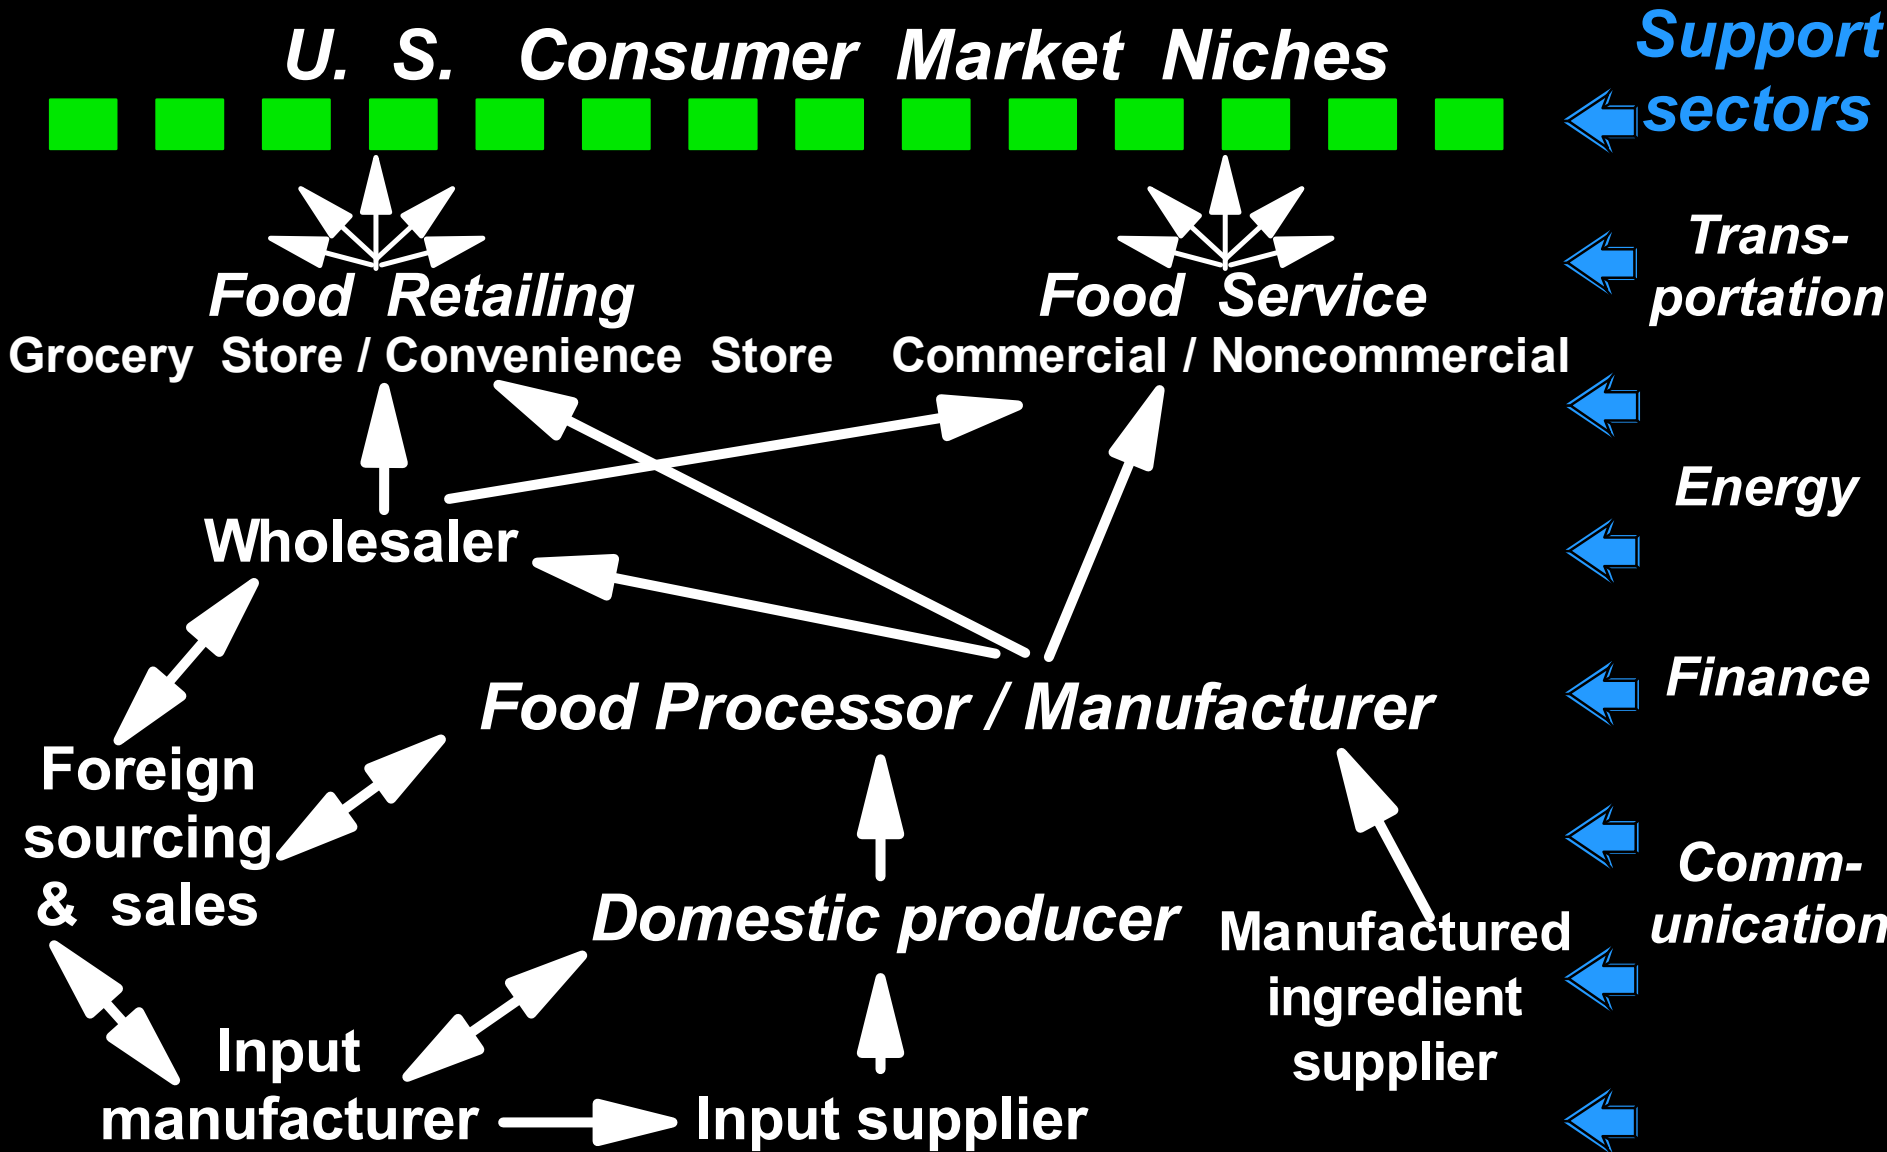 U. S. Consumer Market Niches
Support
sectors
Food Retailing
Grocery Store / Convenience Store
Food Service
Commercial / Noncommercial
Trans-
portation
Energy
Wholesaler
Finance
Food Processor / Manufacturer
Foreign
sourcing
& sales
Comm-
unication
Domestic producer
Manufactured
ingredient
supplier
Input
manufacturer
Input supplier